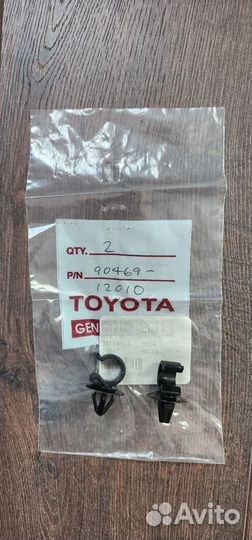 QTY. 2
P/N 90469-
12010
TOYOTA
GEN
Avito